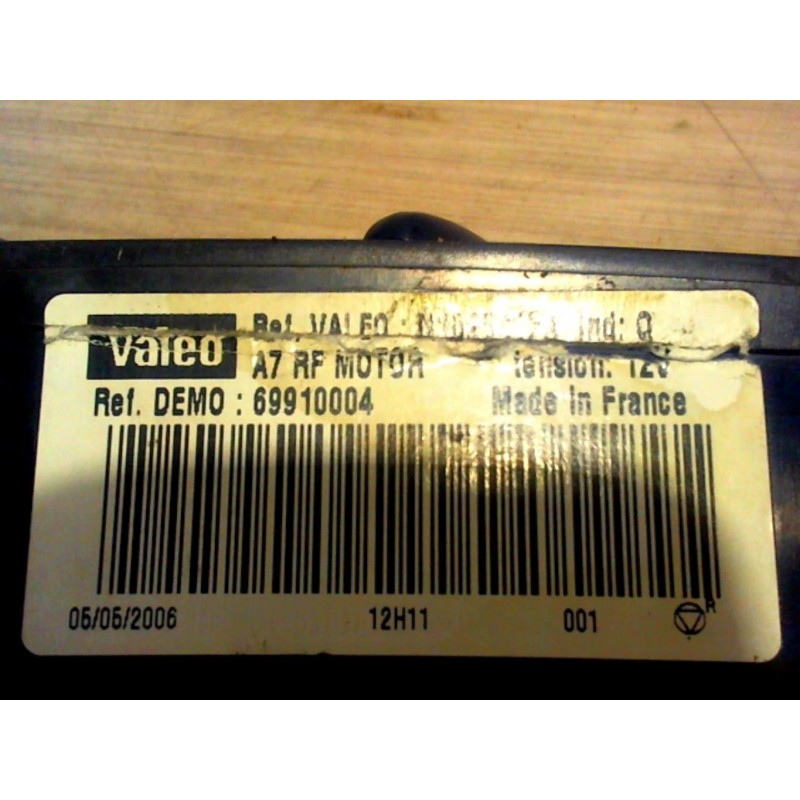 Valeo
Ref. VALEO : Ind: Q
A7 RF MOTOR tension: 12V
Ref. DEMO : 69910004 Made in France
05/05/2006 12H11 001 R